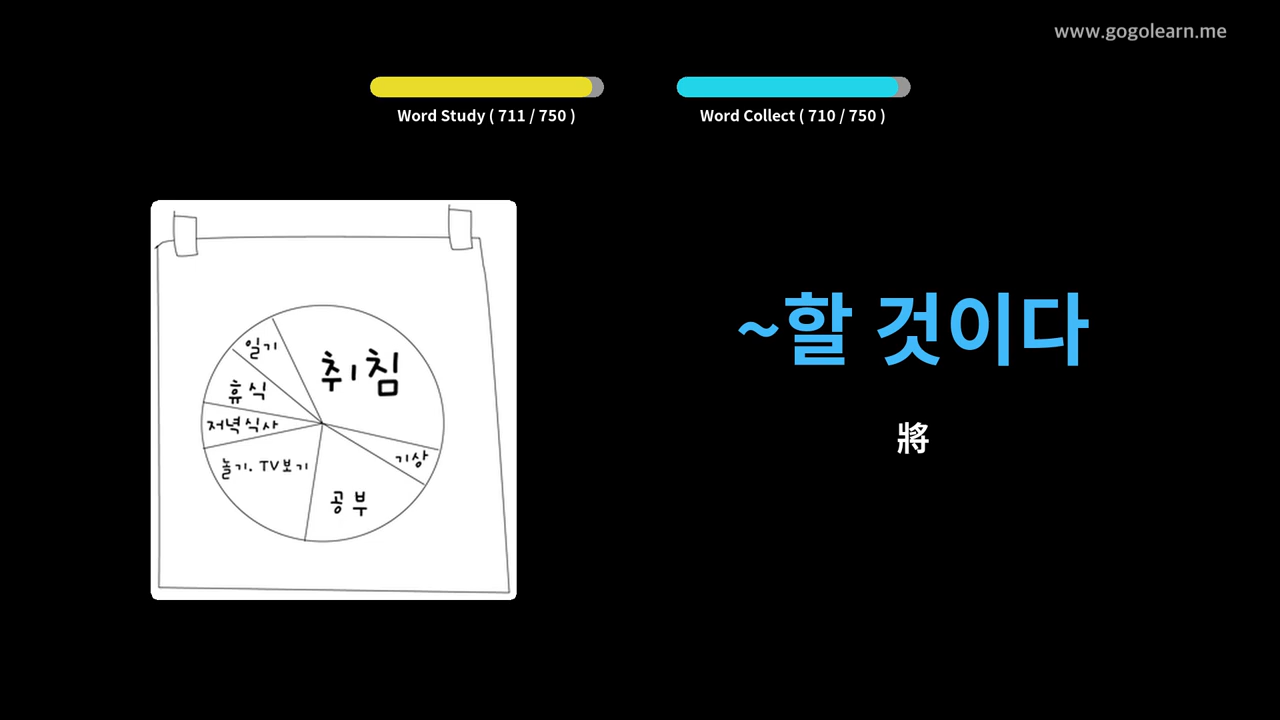 www.gogolearn.me
Word Study ( 711 / 750 )
Word Collect ( 710 / 750 )
일기
취침
휴식
저녁식사
놀기. TV보기
기상
공부
~할 것이다
將